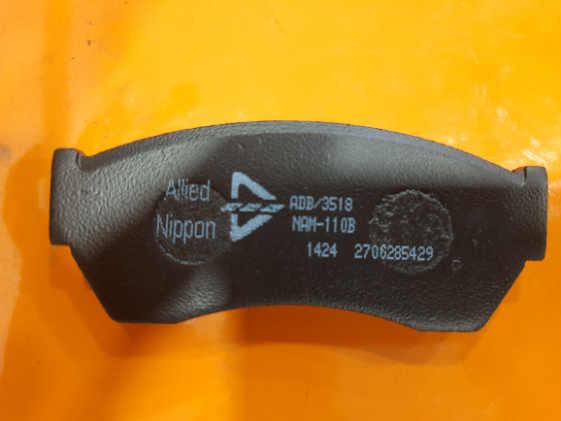 Allied
Nippon
ADB/3518
NAM-110B
1424 2706285429